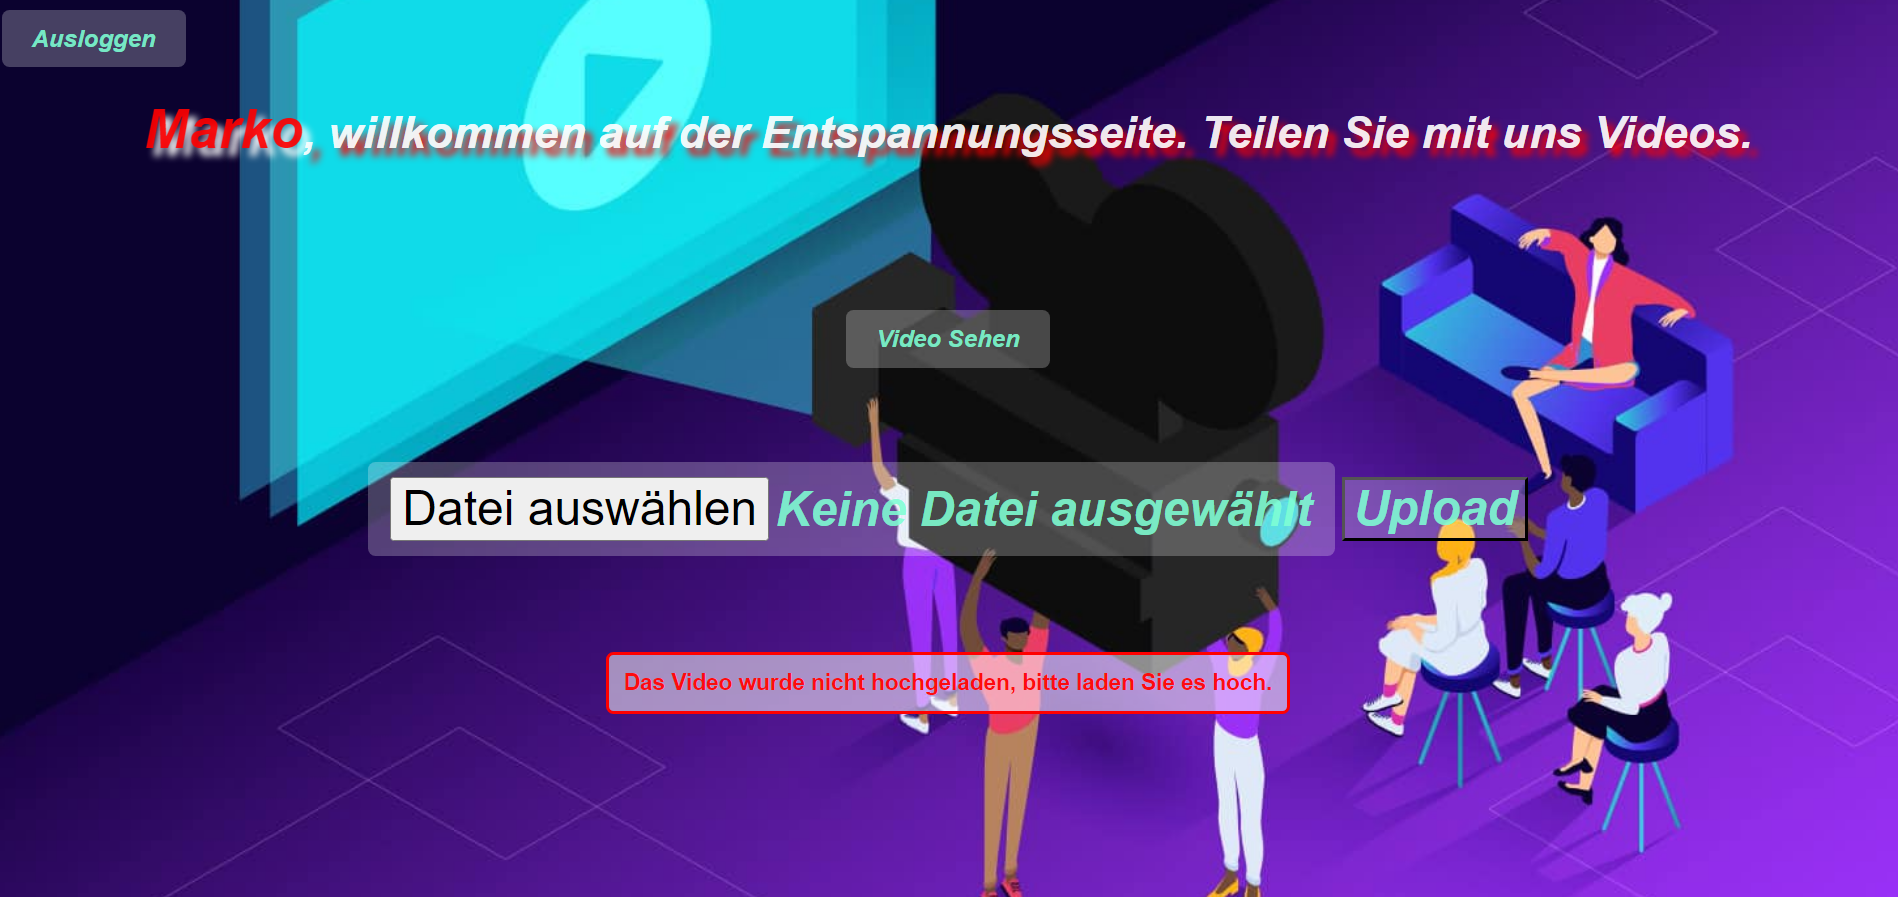 Ausloggen
Marko, willkommen auf der Entspannungsseite. Teilen Sie mit uns Videos.
Video Sehen
Datei auswählen Keine Datei ausgewählt Upload
Das Video wurde nicht hochgeladen, bitte laden Sie es hoch.